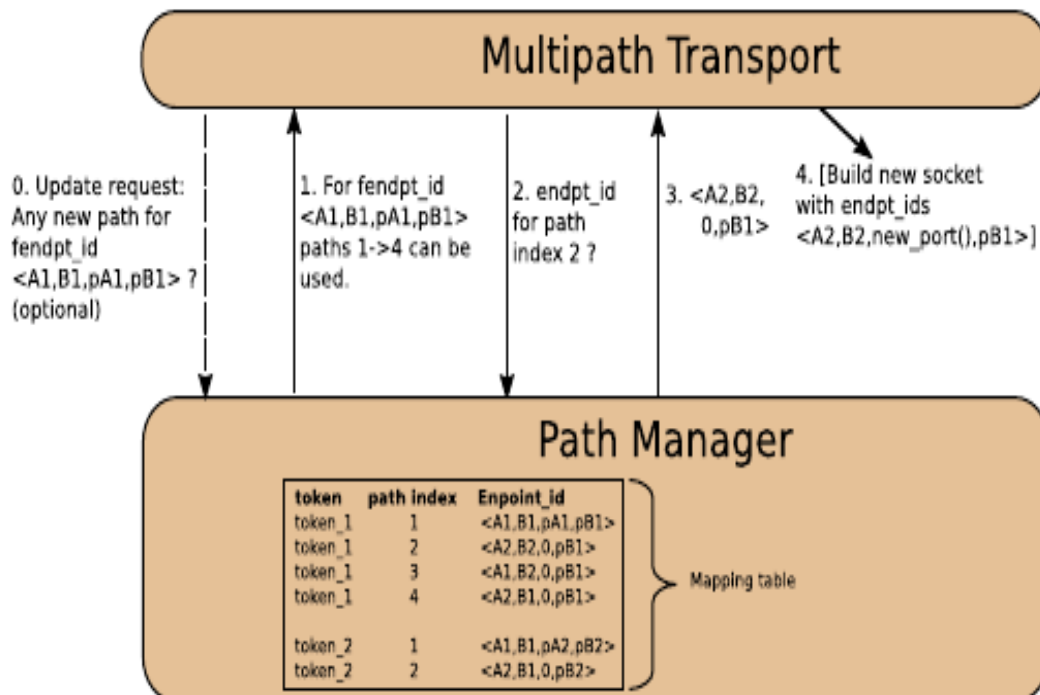 Multipath Transport
0. Update request:
Any new path for
fendpt_id
<A1,B1,pA1,pB1> ?
(optional)
1. For fendpt_id
<A1,B1,pA1,pB1>
paths 1->4 can be
used.
2. endpt_id
for path
index 2 ?
3. <A2,B2,
0,pB1>
4. [Build new socket
with endpt_ids
<A2,B2,new_port(),pB1>]
Path Manager
token path index Enpoint_id
token_1 1 <A1,B1,pA1,pB1>
token_1 2 <A2,B2,0,pB1>
token_1 3 <A1,B2,0,pB1>
token_1 4 <A2,B1,0,pB1>
token_2 1 <A1,B1,pA2,pB2>
token_2 2 <A2,B1,0,pB2>
Mapping table